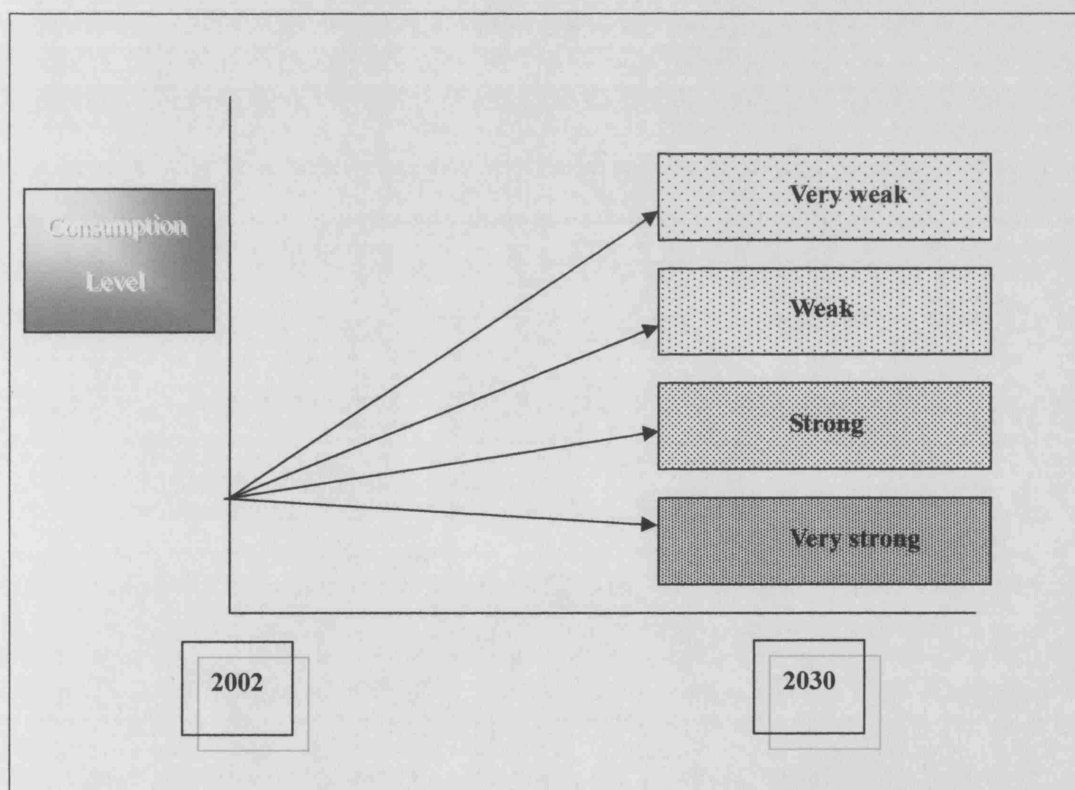 Very weak
Consumption
Level
Weak
Strong
Very strong
2002
2030